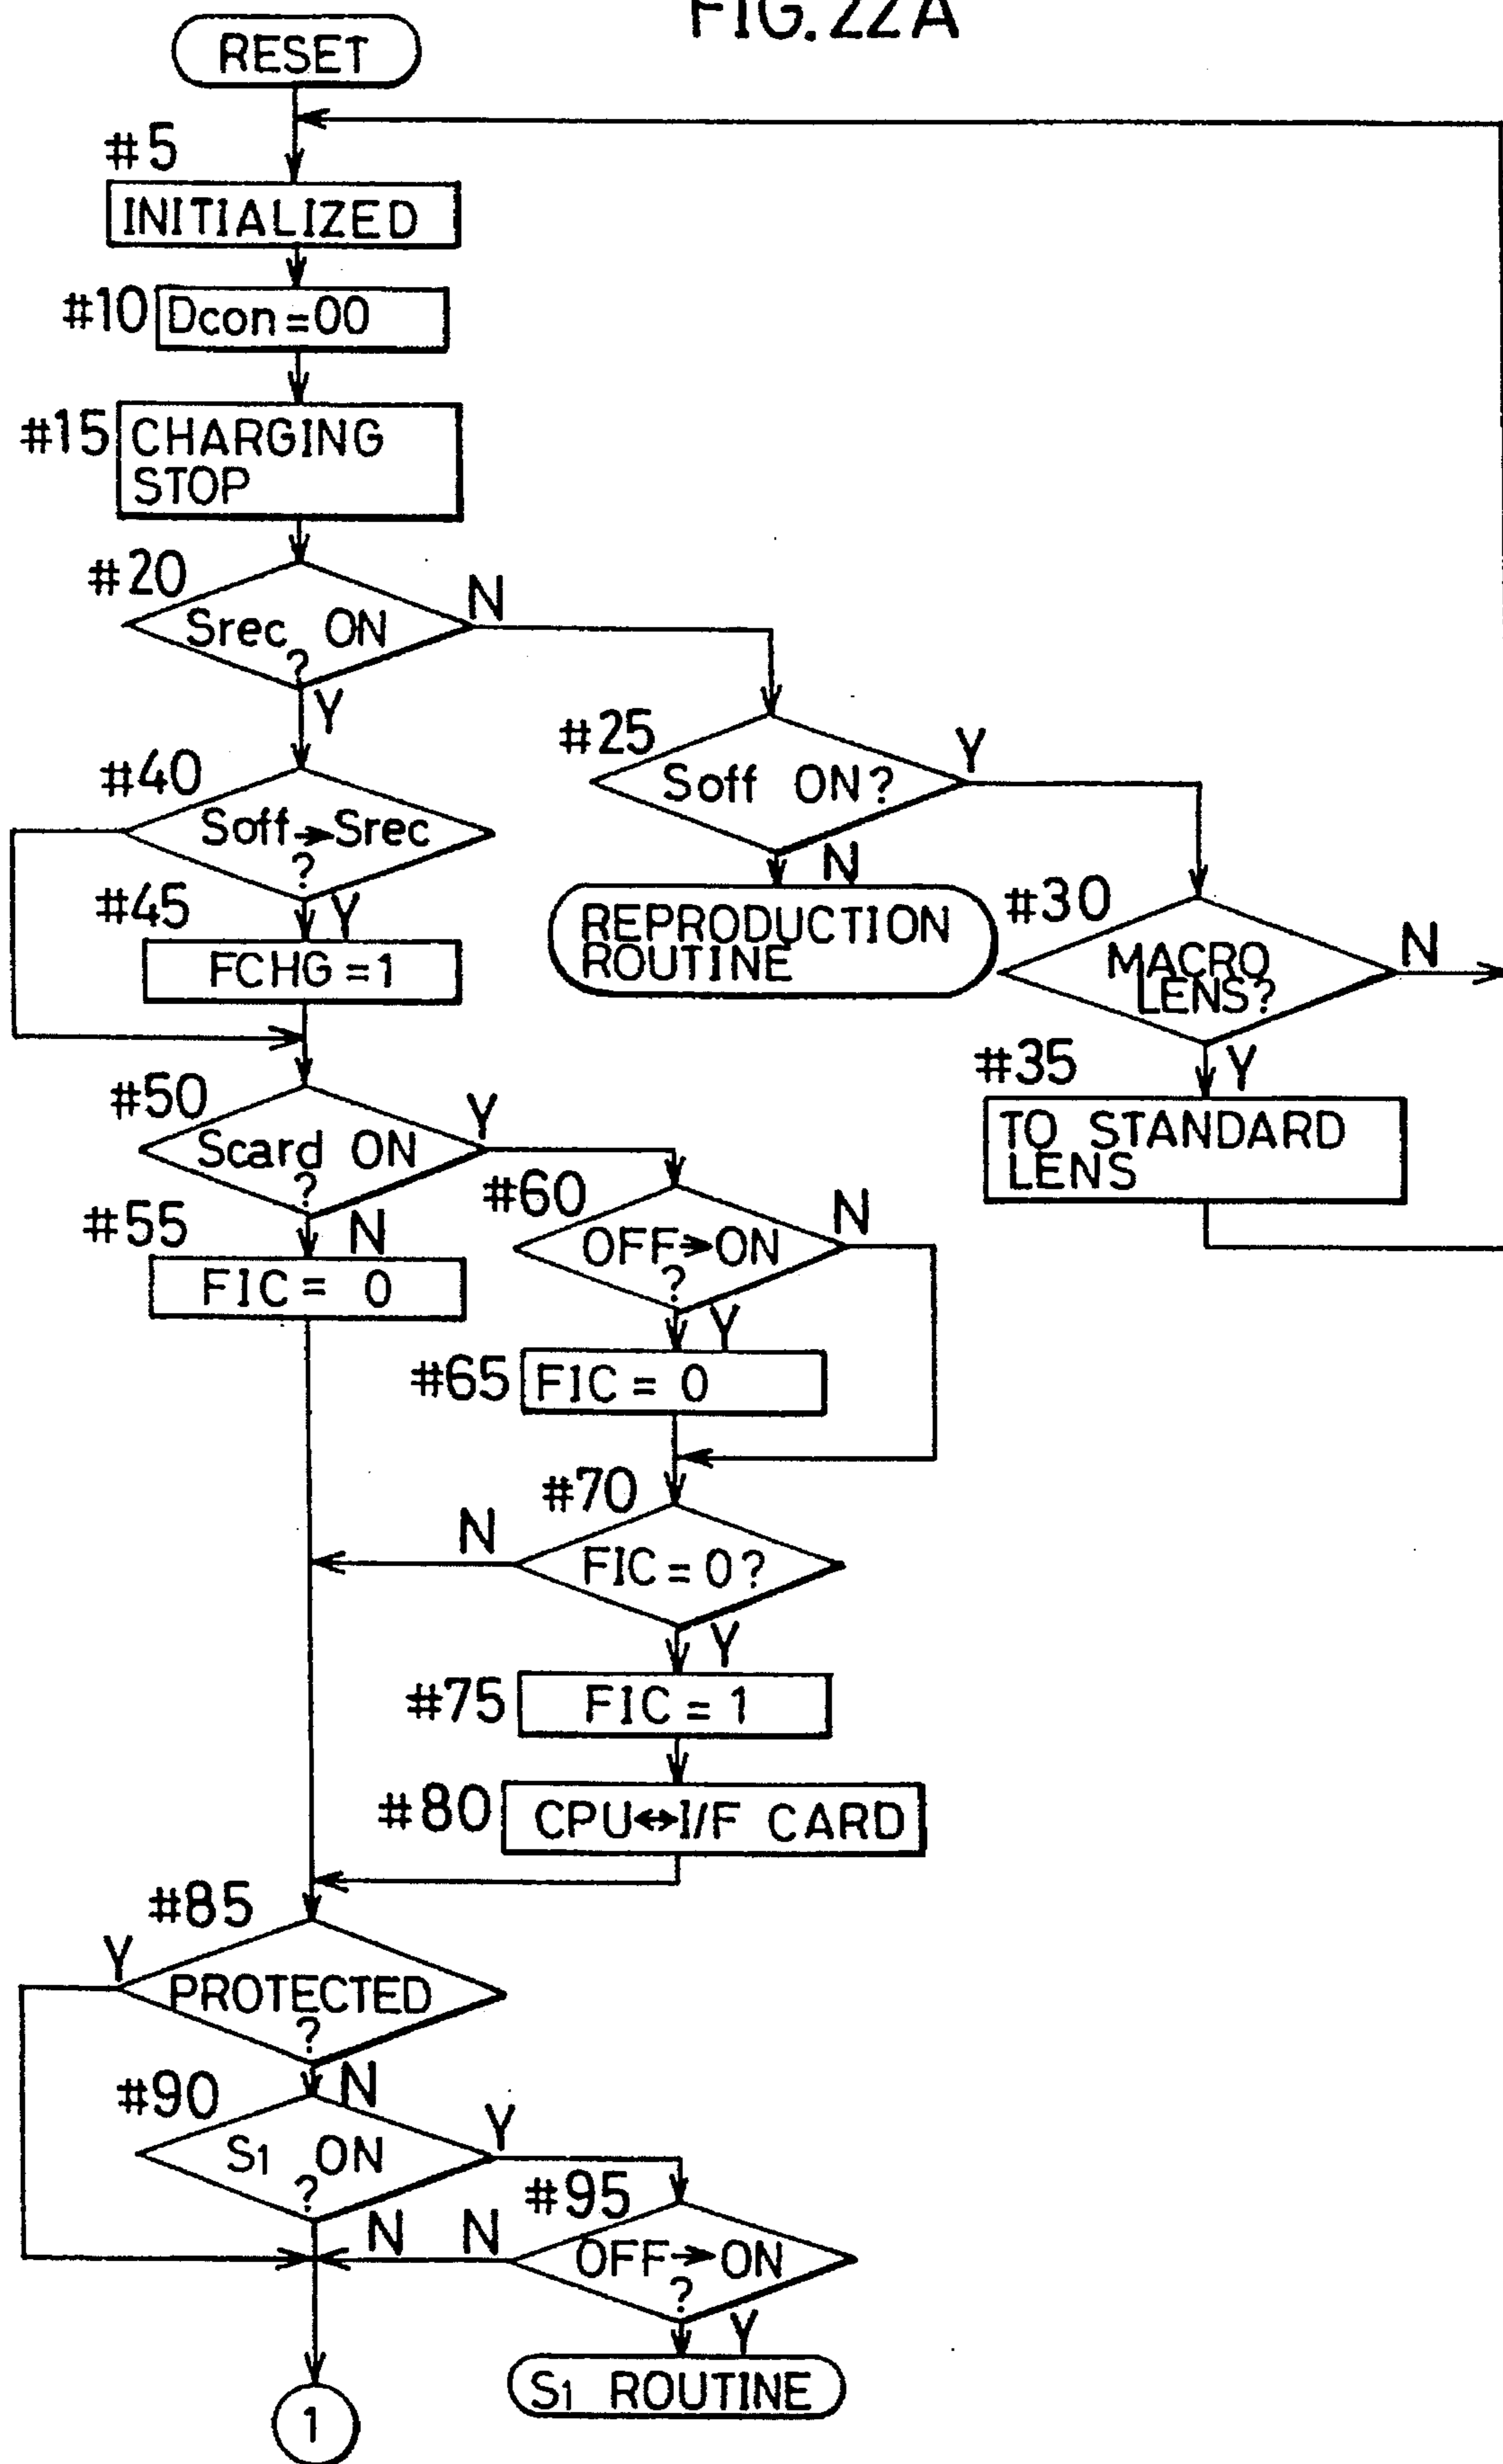 FIG. 22A
RESET
#5
INITIALIZED
#10
Dcon = 00
#15
CHARGING
STOP
#20
Srec ON
?
N
Y
#25
Soff ON?
Y
N
REPRODUCTION
ROUTINE
#30
MACRO
LENS?
N
Y
#35
TO STANDARD
LENS
#40
Soff→Srec
?
Y
#45
FCHG = 1
#50
Scard ON
?
Y
N
#55
FIC = 0
#60
OFF→ON
?
N
Y
#65
FIC = 0
#70
FIC = 0?
N
Y
#75
FIC = 1
#80
CPU↔I/F CARD
#85
PROTECTED
?
Y
N
#90
S1 ON
?
Y
N
#95
OFF→ON
?
N
Y
S1 ROUTINE
1